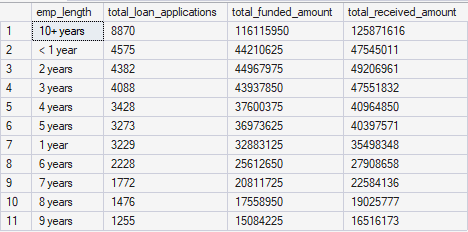 emp_length total_loan_applications total_funded_amount total_received_amount
1 10+ years 8870 116115950 125871616
2 < 1 year 4575 44210625 47545011
3 2 years 4382 44967975 49206961
4 3 years 4088 43937850 47551832
5 4 years 3428 37600375 40964850
6 5 years 3273 36973625 40397571
7 1 year 3229 32883125 35498348
8 6 years 2228 25612650 27908658
9 7 years 1772 20811725 22584136
10 8 years 1476 17558950 19025777
11 9 years 1255 15084225 16516173